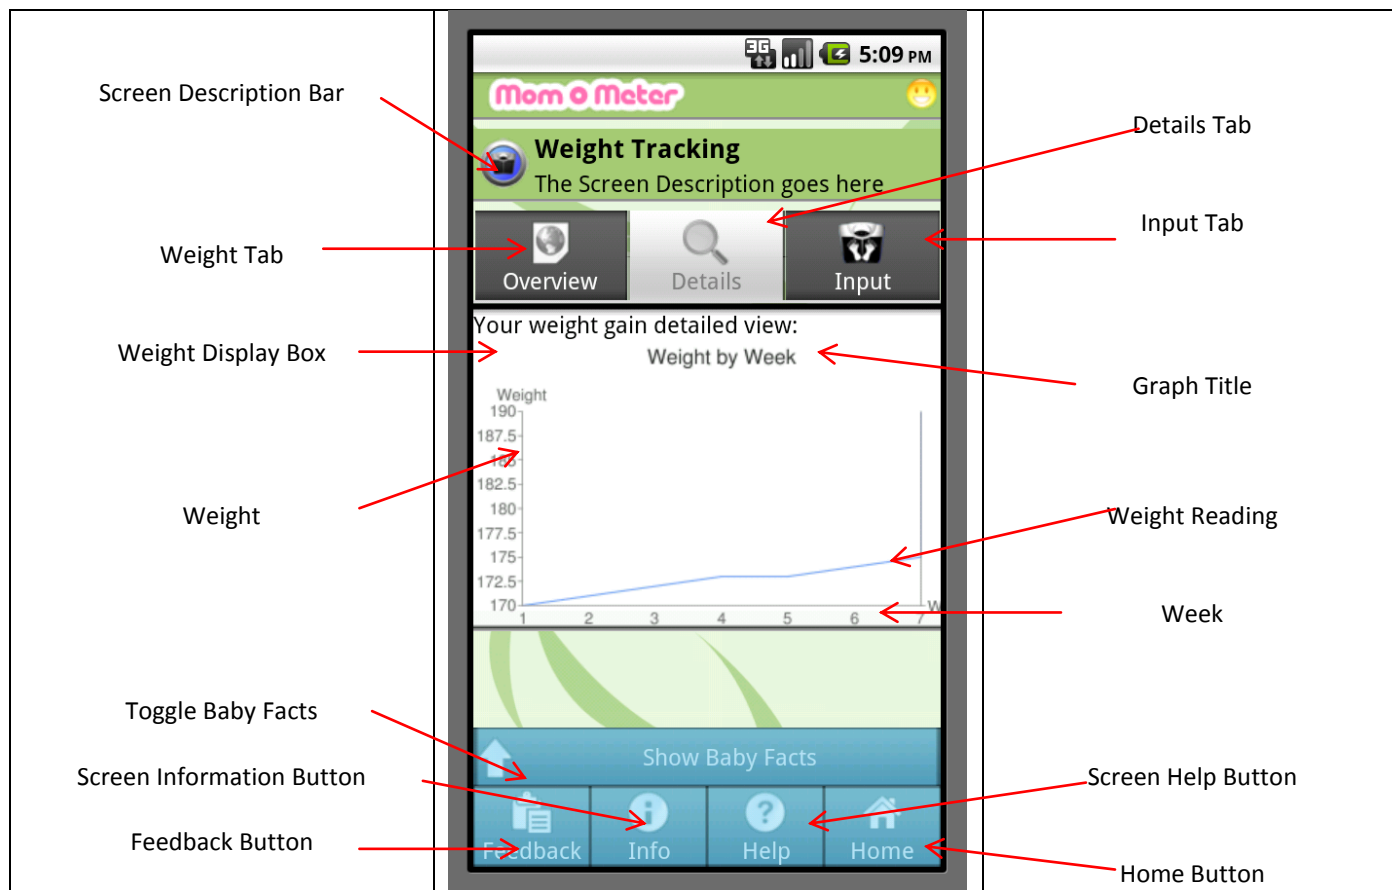 3G
5:09 PM
Mom O Meter
Screen Description Bar
Details Tab
Weight Tracking
The Screen Description goes here
Weight Tab
Input Tab
Overview
Details
Input
Your weight gain detailed view:
Weight Display Box
Weight by Week
Graph Title
Weight
190
187.5
185
182.5
180
177.5
175
172.5
170
1 2 3 4 5 6 7
W
Weight
Weight Reading
Week
Toggle Baby Facts
Show Baby Facts
Screen Information Button
Screen Help Button
Feedback Button
Feedback
Info
Help
Home
Home Button